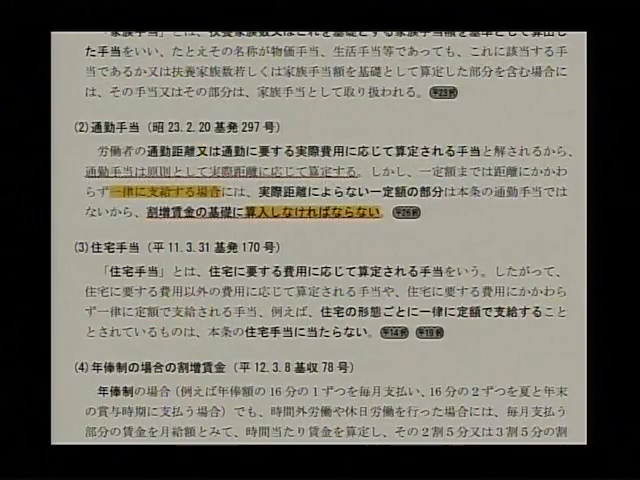 「家族手当」とは、扶養家族数又はこれを基礎とする家族手当額を基準として算出し
た手当をいい、たとえその名称が物価手当、生活手当等であっても、これに該当する手
当であるか又は扶養家族数若しくは家族手当額を基礎として算定した部分を含む場合に
は、その手当又はその部分は、家族手当として取り扱われる。
(2) 通勤手当(昭 23. 2. 20 基発 297 号)
労働者の通勤距離又は通勤に要する実際費用に応じて算定される手当と解されるから、
通勤手当は原則として実際距離に応じて算定する。しかし、一定額までは距離にかかわ
らず一律に支給する場合には、実際距離によらない一定額の部分は本条の通勤手当では
ないから、割増賃金の基礎に算入しなければならない。平26択
(3) 住宅手当(平 11. 3. 31 基発 170 号)
「住宅手当」とは、住宅に要する費用に応じて算定される手当をいう。したがって、
住宅に要する費用以外の費用に応じて算定される手当や、住宅に要する費用にかかわら
ず一律に定額で支給される手当、例えば、住宅の形態ごとに一律に定額で支給すること
とされているものは、本条の住宅手当に当たらない。平14択 平19択
(4) 年俸制の場合の割増賃金(平 12. 3. 8 基収 78 号)
年俸制の場合(例えば年俸額の 16 分の 1 ずつを毎月支払い、16 分の 2 ずつを夏と年末
の賞与時期に支払う場合)でも、時間外労働や休日労働を行った場合には、毎月支払う
部分の賃金を月給額とみて、時間当たり賃金を算定し、その 2 割 5 分又は 3 割 5 分の割